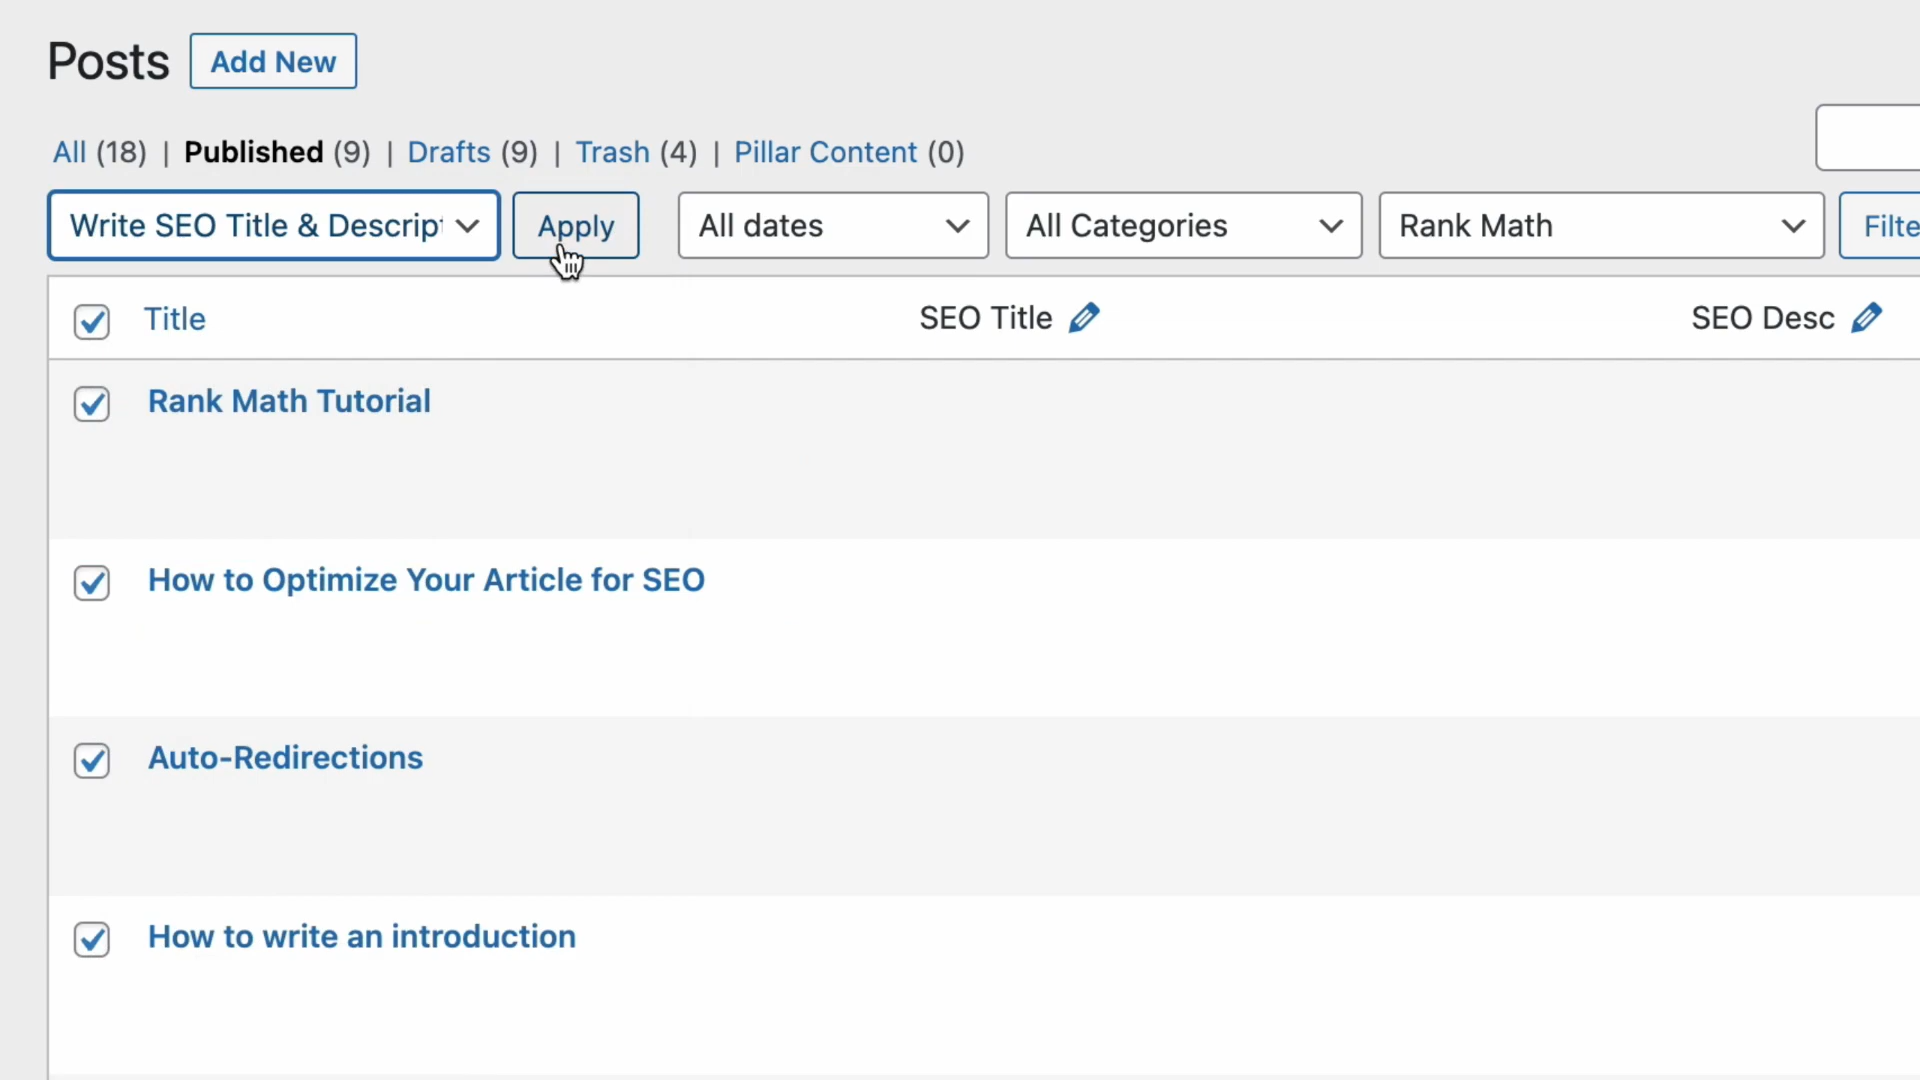 Posts Add New
All (18) | Published (9) | Drafts (9) | Trash (4) | Pillar Content (0)
Write SEO Title & Descript Apply All dates All Categories Rank Math Filte
Title SEO Title SEO Desc
Rank Math Tutorial
How to Optimize Your Article for SEO
Auto-Redirections
How to write an introduction